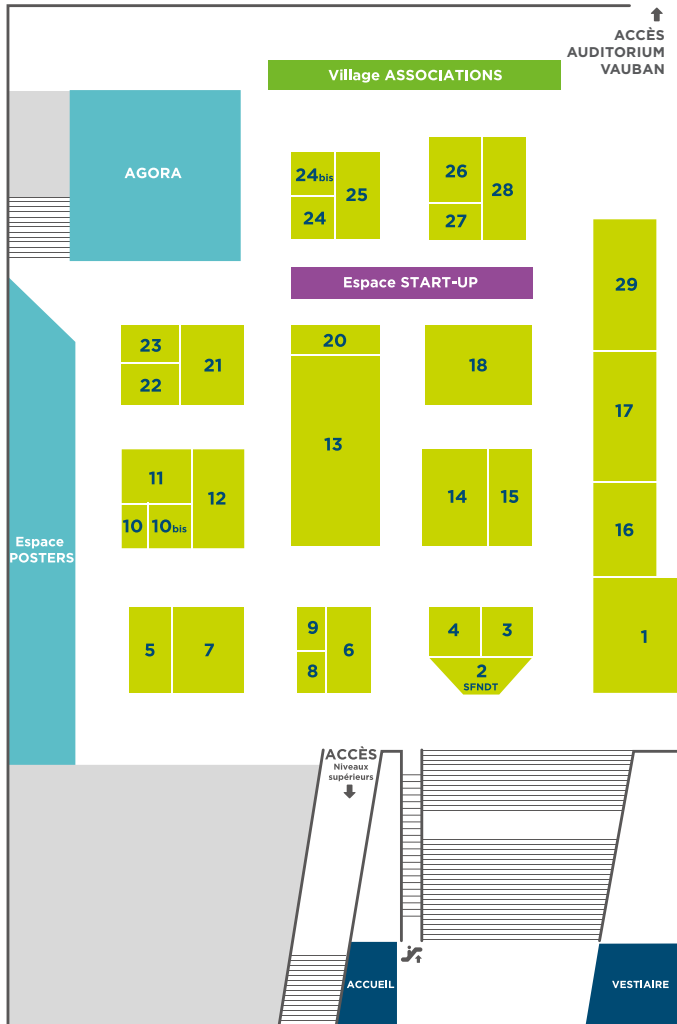 ACCÈS
AUDITORIUM
VAUBAN
Village ASSOCIATIONS
AGORA
24bis
25
24
26
28
27
Espace START-UP
29
23
21
22
20
18
13
17
11
12
10
10bis
14
15
16
Espace
POSTERS
5
7
9
6
8
4
3
2
SFNDT
1
ACCÈS
Niveaux
supérieurs
ACCUEIL
VESTIAIRE